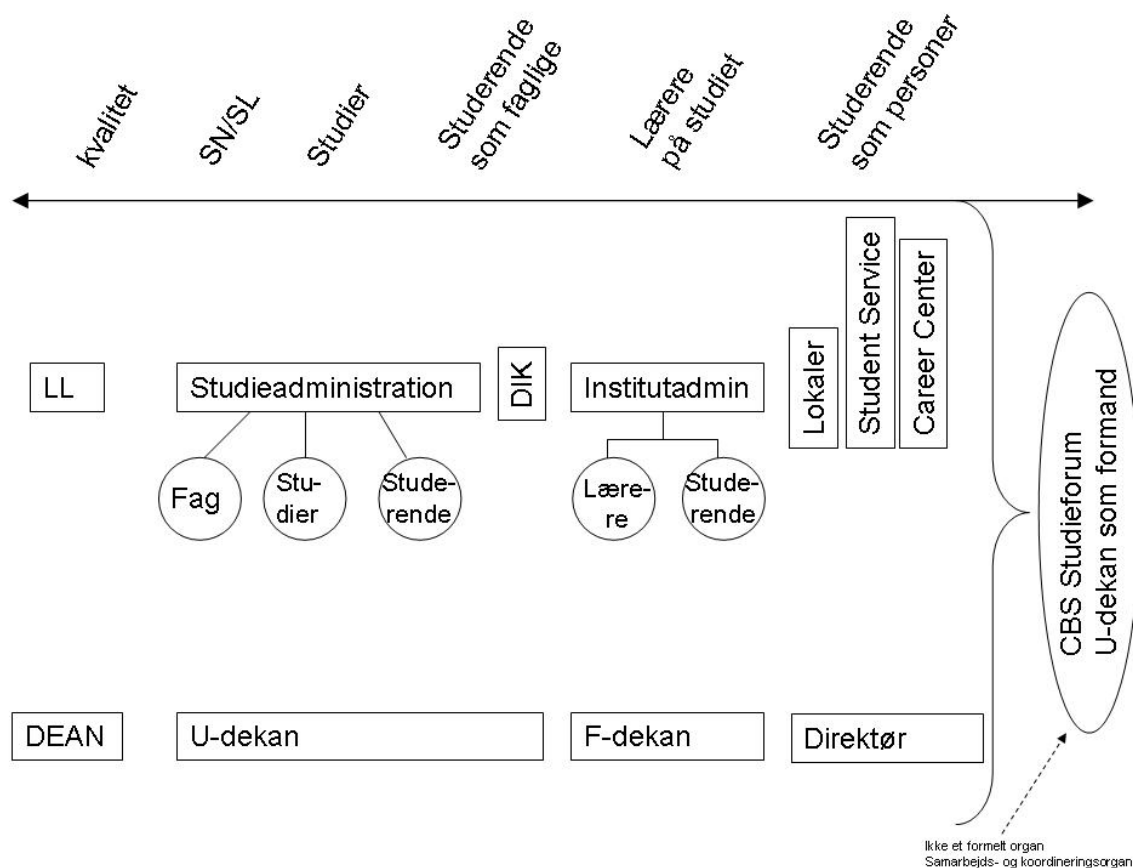 kvalitet
SN/SL
Studier
Studerende
som faglige
Lærere
på studiet
Studerende
som personer
LL
Studieadministration
DIK
Institutadmin
Lokaler
Student Service
Career Center
Fag
Stu-
dier
Stude-
rende
Lære-
re
Stude-
rende
CBS Studieforum
U-dekan som formand
DEAN
U-dekan
F-dekan
Direktør
Ikke et formelt organ
Samarbejds- og koordineringsorgan